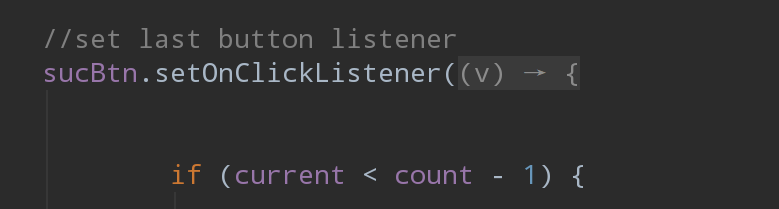 //set last button listener
sucBtn.setOnClickListener((v) → {
if (current < count - 1) {